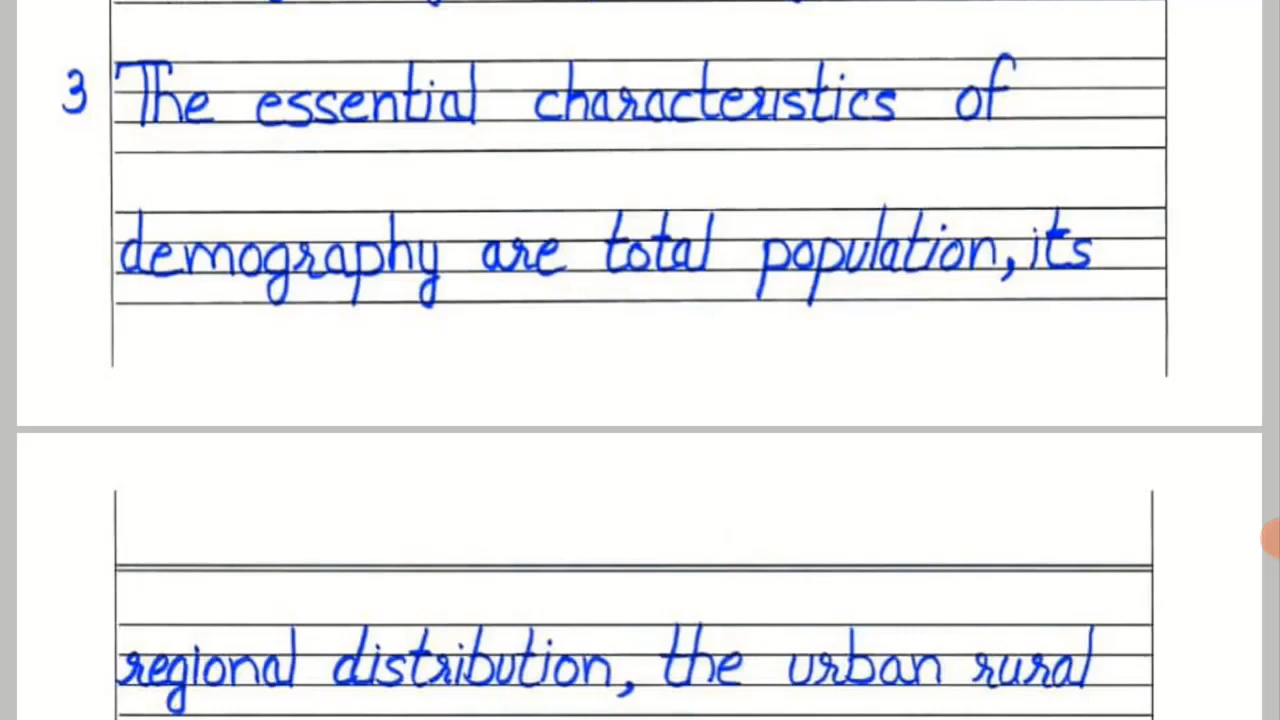 3 The essential characteristics of
demography are total population, its
regional distribution, the urban rural